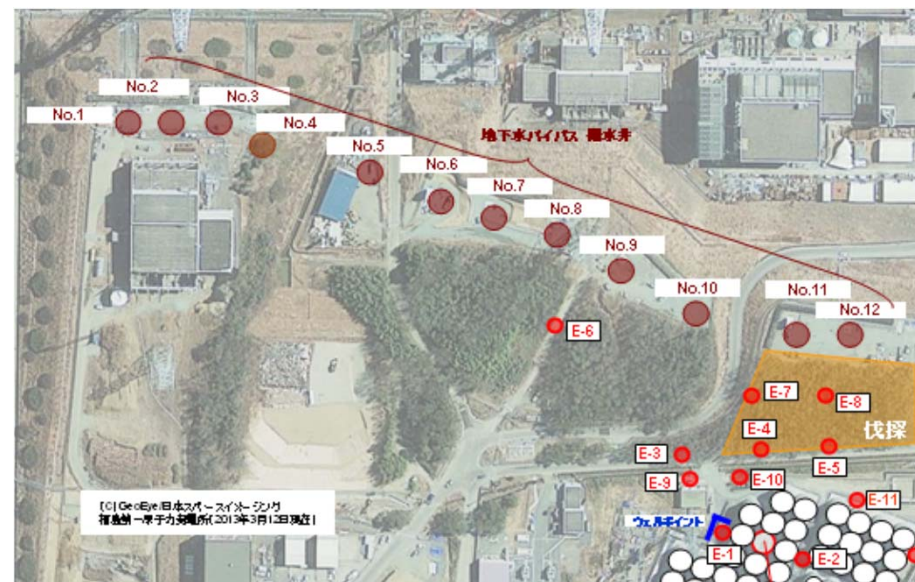 No.2
No.1
No.3
No.4
No.5
地下水バイパス 揚水井
No.6
No.7
No.8
No.9
No.10
No.11
No.12
E-6
E-7
E-8
伐採
E-4
E-3
E-5
E-9
E-10
E-11
(C)GeoEye/日本スペースイメージング
福島第一原子力発電所(2013年3月12日現在)
ウェルポイント
E-1
E-2